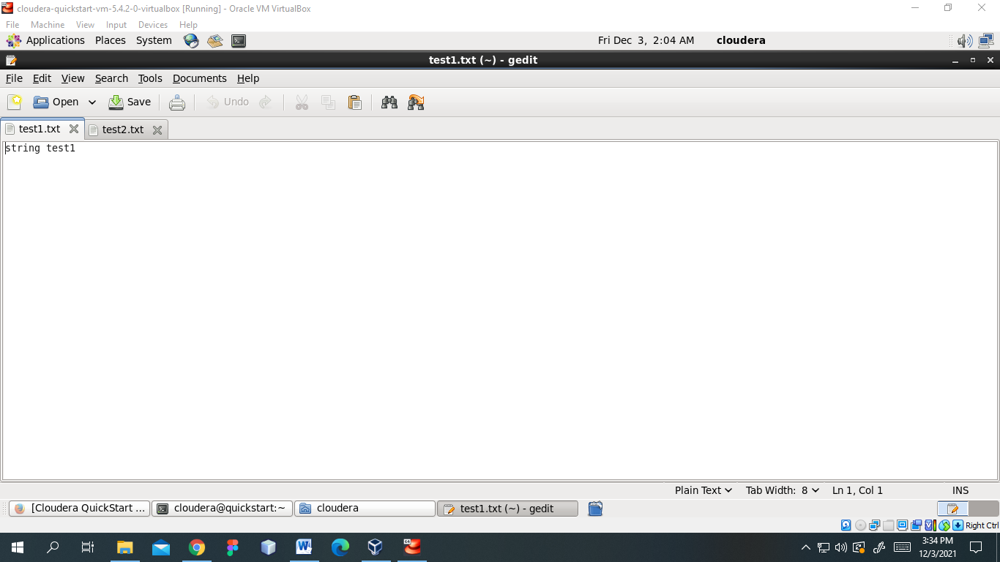 cloudera-quickstart-vm-5.4.2-0-virtualbox [Running] - Oracle VM VirtualBox
File Machine View Input Devices Help
Applications Places System Fri Dec 3, 2:04 AM cloudera
test1.txt (~) - gedit
File Edit View Search Tools Documents Help
Open Save Undo
test1.txt test2.txt
string test1
Plain Text Tab Width: 8 Ln 1, Col 1 INS
[Cloudera QuickStart ... cloudera@quickstart:~ cloudera test1.txt (~) - gedit
Right Ctrl
3:34 PM
12/3/2021